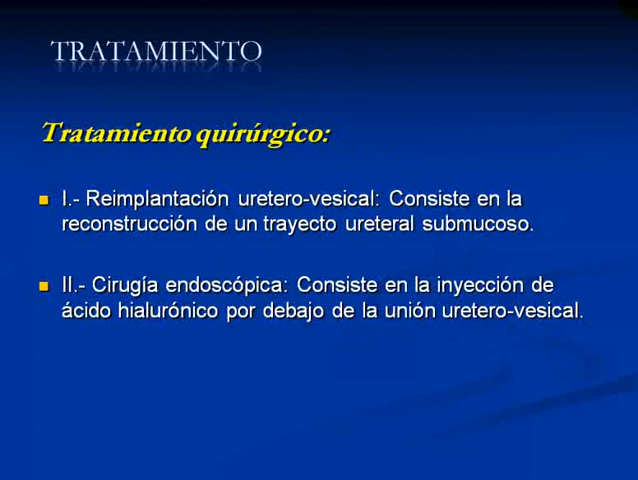 TRATAMIENTO
Tratamiento quirúrgico:
I.- Reimplantación uretero-vesical: Consiste en la
reconstrucción de un trayecto ureteral submucoso.
II.- Cirugía endoscópica: Consiste en la inyección de
ácido hialurónico por debajo de la unión uretero-vesical.